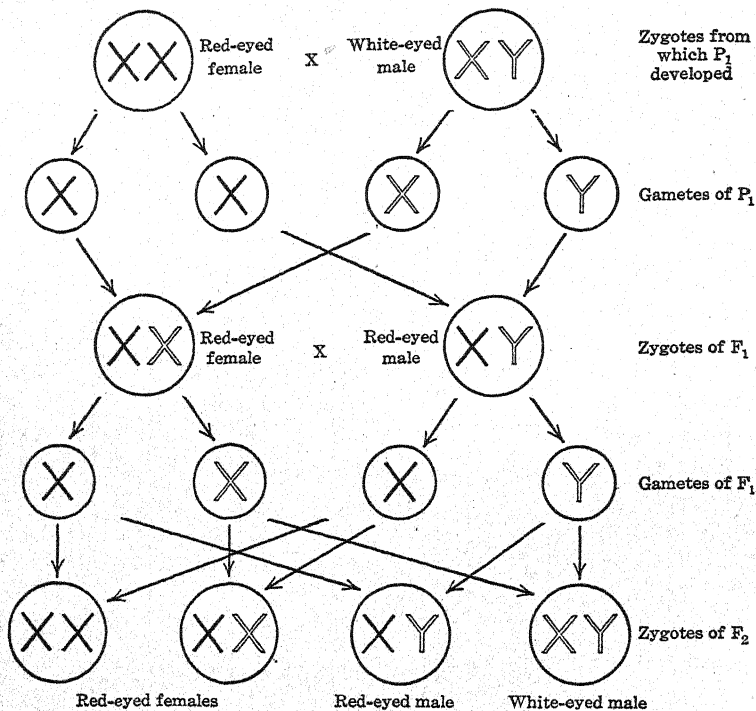 XX
Red-eyed
female
X
White-eyed
male
XY
Zygotes from
which P1
developed
X
X
X
Y
Gametes of P1
XX
Red-eyed
female
X
Red-eyed
male
XY
Zygotes of F1
X
X
X
Y
Gametes of F1
XX
XX
XY
XY
Zygotes of F2
Red-eyed females
Red-eyed male
White-eyed male